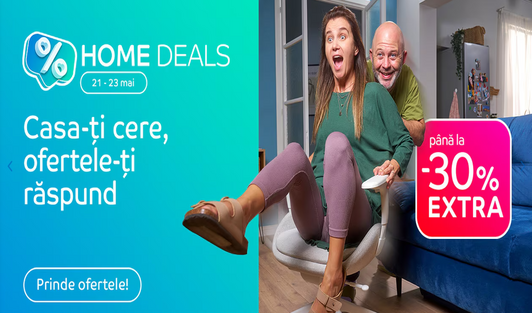 %
HOME DEALS
21 - 23 mai
Casa-ți cere,
ofertele-ți
răspund
Prinde ofertele!
până la
-30%
EXTRA